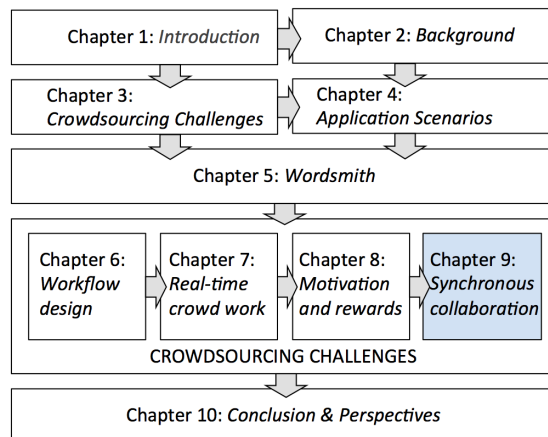 Chapter 1: Introduction
Chapter 2: Background
Chapter 3:
Crowdsourcing Challenges
Chapter 4:
Application Scenarios
Chapter 5: Wordsmith
Chapter 6:
Workflow
design
Chapter 7:
Real-time
crowd work
Chapter 8:
Motivation
and rewards
Chapter 9:
Synchronous
collaboration
CROWDSOURCING CHALLENGES
Chapter 10: Conclusion & Perspectives